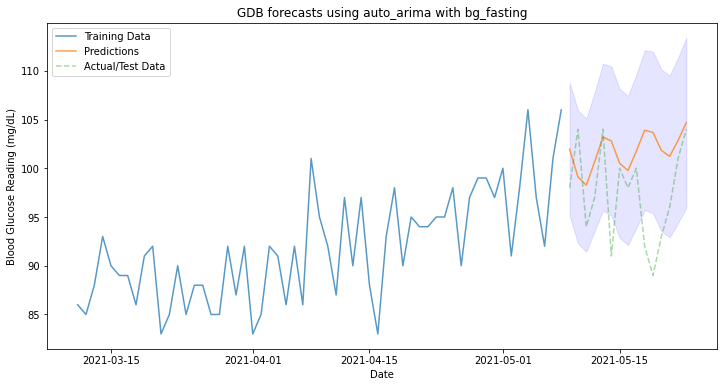 GDB forecasts using auto_arima with bg_fasting
Training Data
Predictions
Actual/Test Data
Blood Glucose Reading (mg/dL)
110
105
100
95
90
85
2021-03-15 2021-04-01 2021-04-15 2021-05-01 2021-05-15
Date